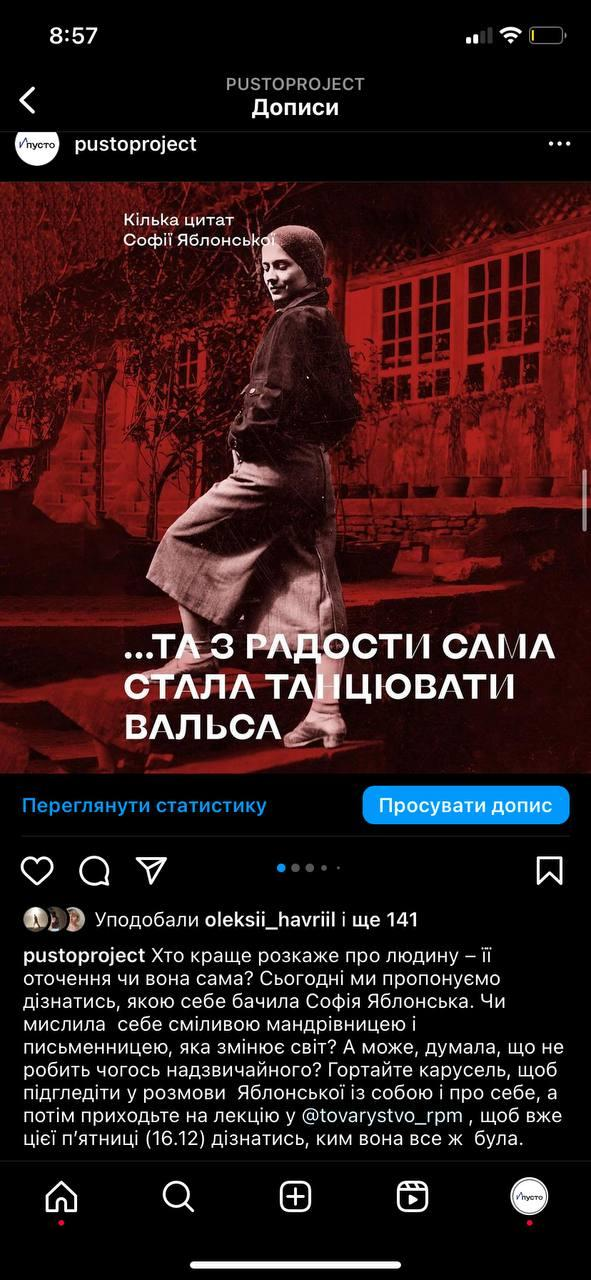 8:57
PUSTOPROJECT
Дописи
пусто
pustoproject
Кілька цитат
Софії Яблонської
...ТА З РАДОСТИ САМА
СТАЛА ТАНЦЮВАТИ
ВАЛЬСА
Переглянути статистику
Просувати допис
Уподобали oleksii_havriil і ще 141
pustoproject Хто краще розкаже про людину – її
оточення чи вона сама? Сьогодні ми пропонуємо
дізнатись, якою себе бачила Софія Яблонська. Чи
мислила  себе сміливою мандрівницею і
письменницею, яка змінює світ? А може, думала, що не
робить чогось надзвичайного? Гортайте карусель, щоб
підгледіти у розмови  Яблонської із собою і про себе, а
потім приходьте на лекцію у @tovarystvo_rpm , щоб вже
цієї п’ятниці (16.12) дізнатись, ким вона все ж  була.
пусто